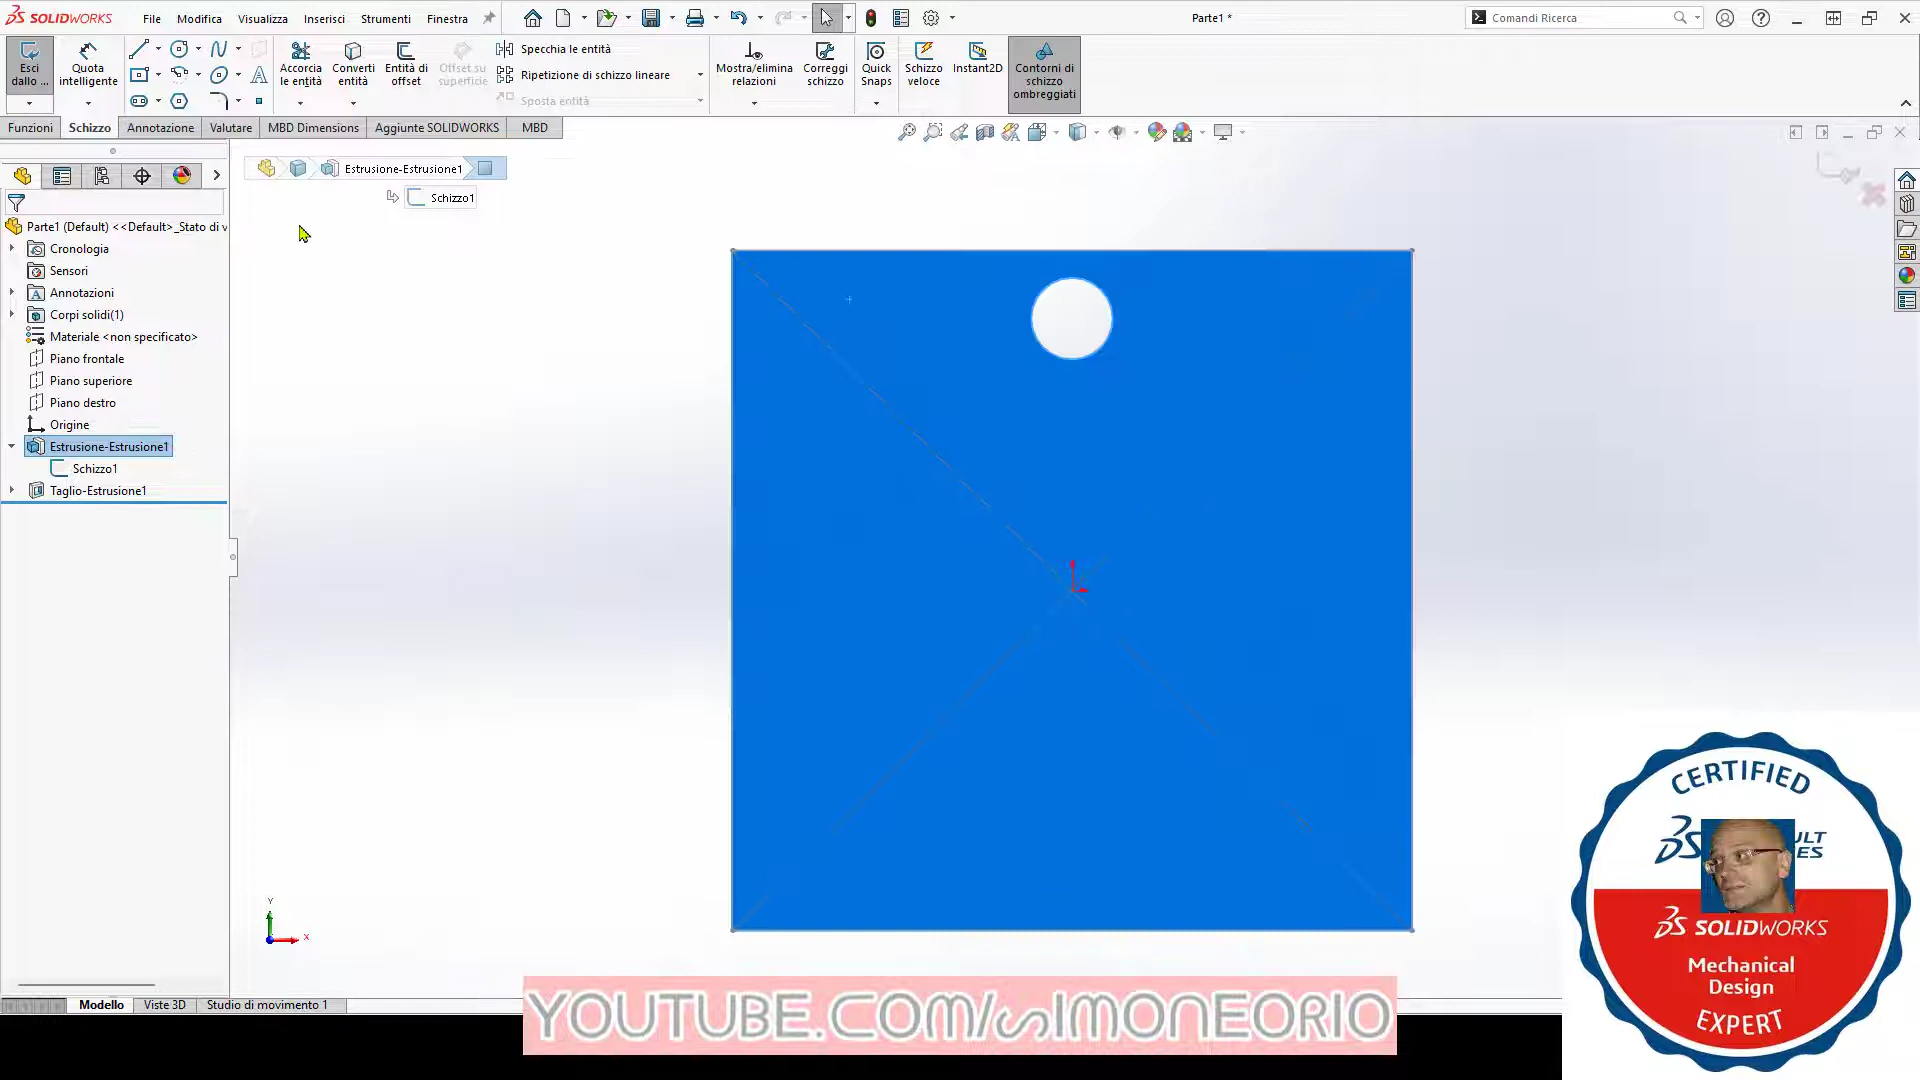 SOLIDWORKS
File
Modifica
Visualizza
Inserisci
Strumenti
Finestra
Parte1 *
Comandi Ricerca
Esci
dallo ...
Quota
intelligente
Accorcia
le entità
Converti
entità
Entità di
offset
Offset su
superficie
Specchia le entità
Ripetizione di schizzo lineare
Sposta entità
Mostra/elimina
relazioni
Correggi
schizzo
Quick
Snaps
Schizzo
veloce
Instant2D
Contorni di
schizzo
ombreggiati
Funzioni
Schizzo
Annotazione
Valutare
MBD Dimensions
Aggiunte SOLIDWORKS
MBD
Estrusione-Estrusione1
Schizzo1
Parte1 (Default) <<Default>_Stato di v
Cronologia
Sensori
Annotazioni
Corpi solidi(1)
Materiale <non specificato>
Piano frontale
Piano superiore
Piano destro
Origine
Estrusione-Estrusione1
Schizzo1
Taglio-Estrusione1
Y
X
Modello
Viste 3D
Studio di movimento 1
YOUTUBE.COM/SIMONEORIO
CERTIFIED
SOLIDWORKS
Mechanical
Design
EXPERT